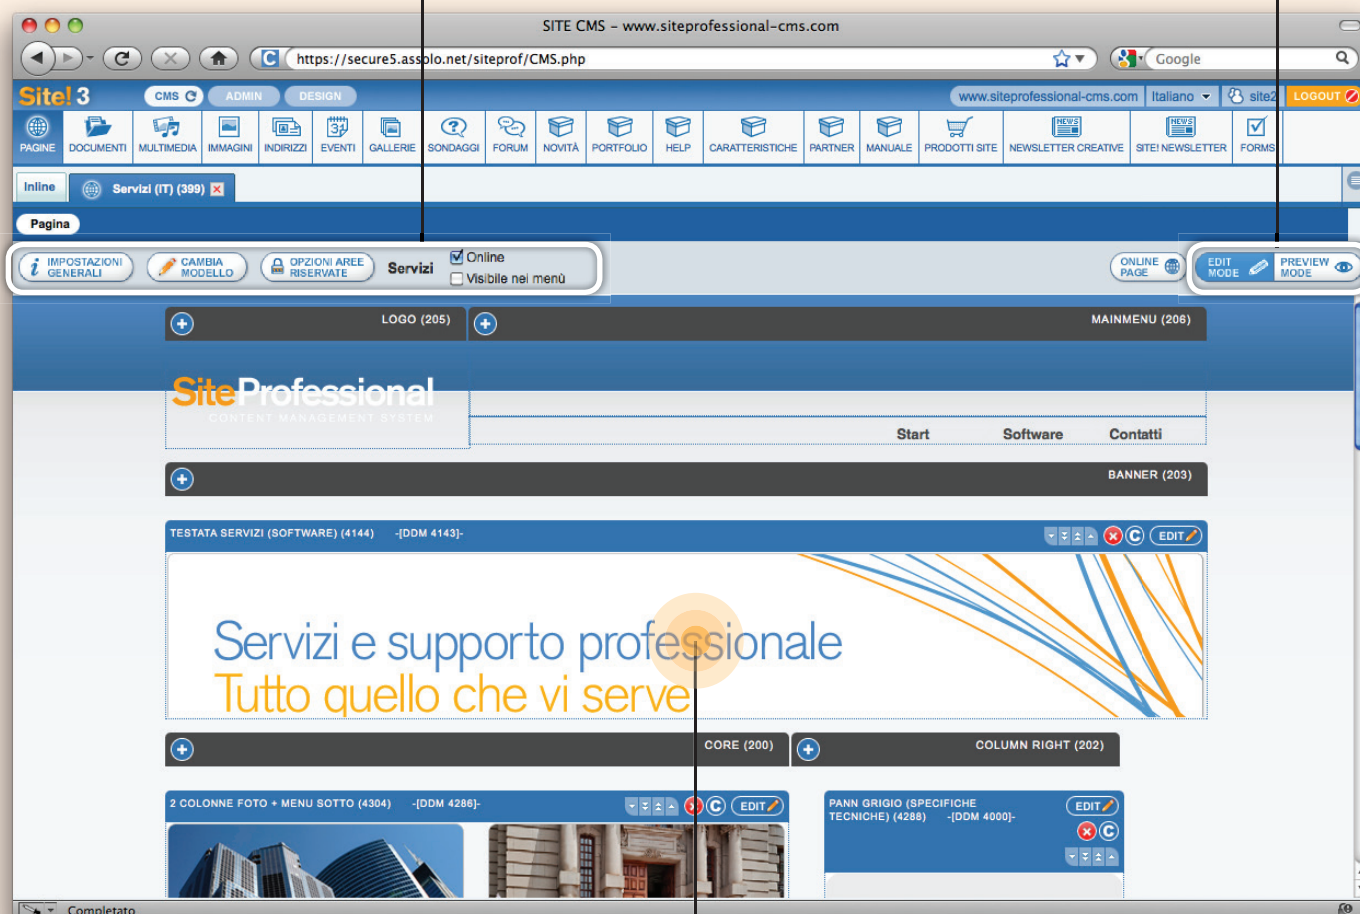 SITE CMS – www.siteprofessional-cms.com
https://secure5.assolo.net/siteprof/CMS.php
Google
Site! 3
CMS
ADMIN
DESIGN
www.siteprofessional-cms.com
Italiano
site2
LOGOUT
PAGINE
DOCUMENTI
MULTIMEDIA
IMMAGINI
INDIRIZZI
EVENTI
GALLERIE
SONDAGGI
FORUM
NOVITÀ
PORTFOLIO
HELP
CARATTERISTICHE
PARTNER
MANUALE
PRODOTTI SITE
NEWSLETTER CREATIVE
SITE! NEWSLETTER
FORMS
Inline
Servizi (IT) (399)
Pagina
IMPOSTAZIONI
GENERALI
CAMBIA
MODELLO
OPZIONI AREE
RISERVATE
Servizi
Online
Visibile nei menù
ONLINE
PAGE
EDIT
MODE
PREVIEW
MODE
LOGO (205)
MAINMENU (206)
SiteProfessional
CONTENT MANAGEMENT SYSTEM
Start
Software
Contatti
BANNER (203)
TESTATA SERVIZI (SOFTWARE) (4144) -[DDM 4143]-
C
EDIT
Servizi e supporto professionale
Tutto quello che vi serve
CORE (200)
COLUMN RIGHT (202)
2 COLONNE FOTO + MENU SOTTO (4304) -[DDM 4286]-
C
EDIT
PANN GRIGIO (SPECIFICHE
TECNICHE) (4288) -[DDM 4000]-
EDIT
C
Completato